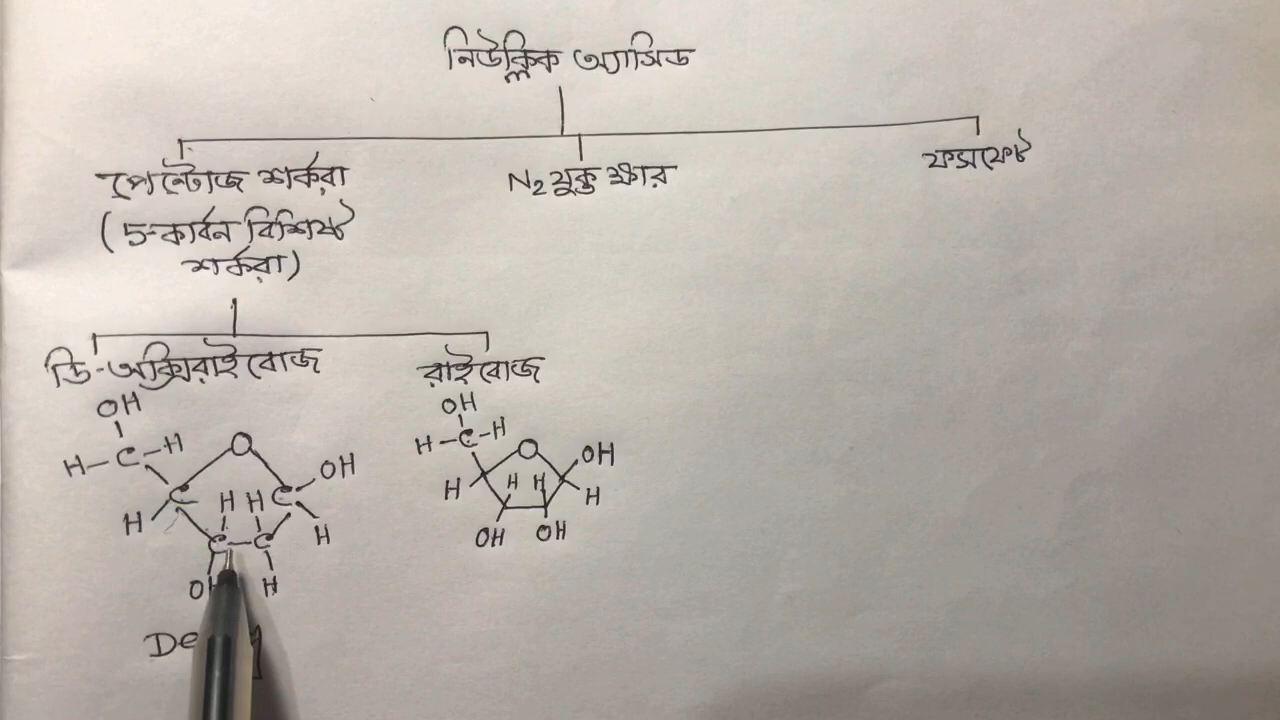 নিউক্লিক অ্যাসিড
পেন্টোজ শর্করা
(5-কার্বন বিশিষ্ট
শর্করা)
N2 যুক্ত ক্ষার
ফসফেট
ডি-অক্সিরাইবোজ
OH
H-C-H
O
C
C
OH
H
H
H
H
C-C
OH
H
রাইবোজ
OH
H-C-H
O
OH
H
H
H
H
OH
OH